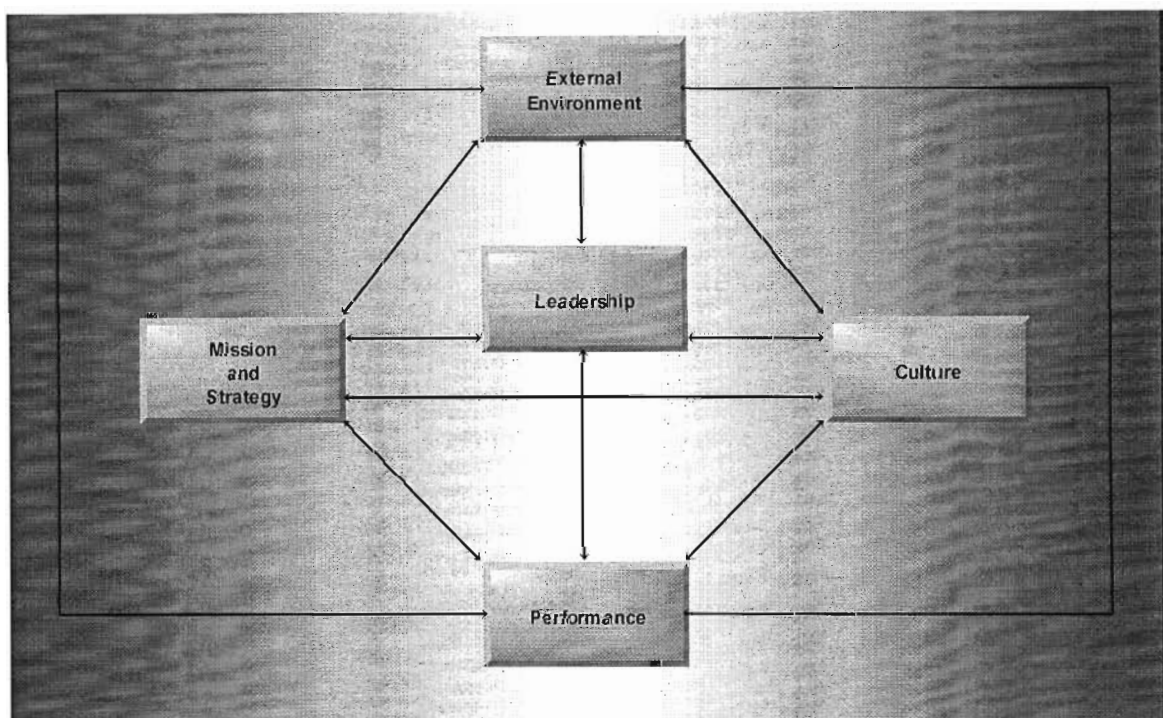 External
Environment
Leadership
Mission
and
Strategy
Culture
Performance